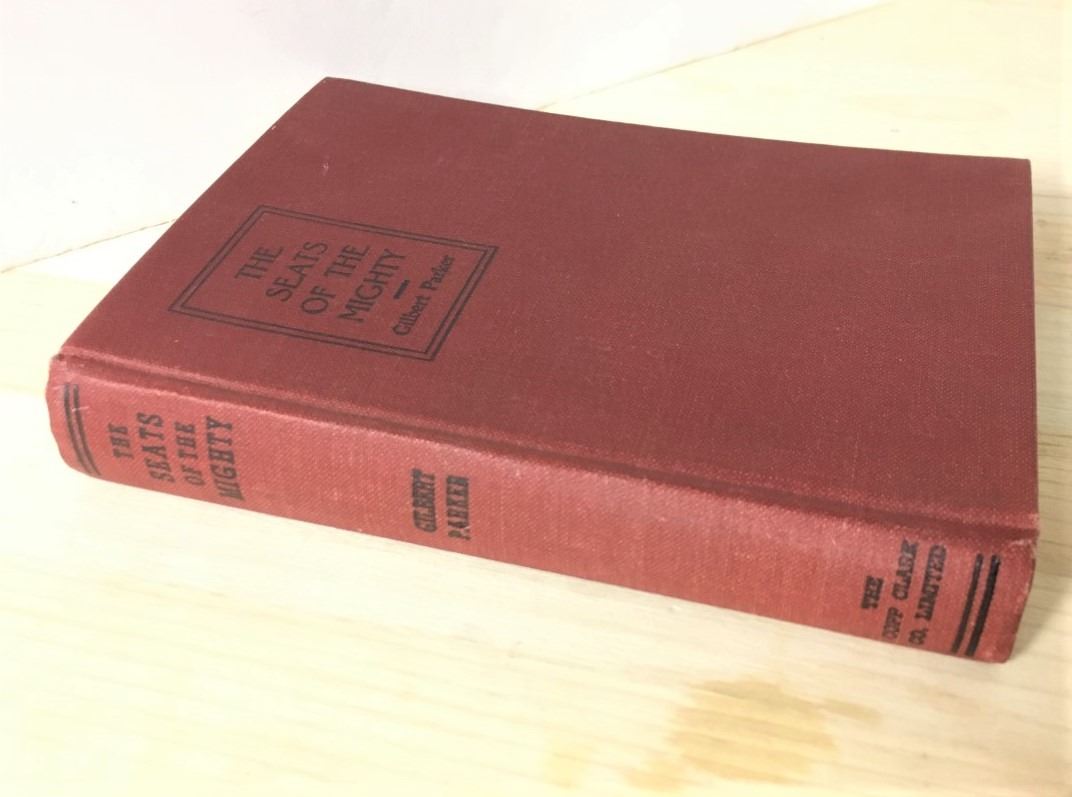 THE
SEATS
OF THE
MIGHTY
Gilbert Parker
THE
SEATS
OF THE
MIGHTY
GILBERT
PARKER
THE
COPP CLARK
CO. LIMITED